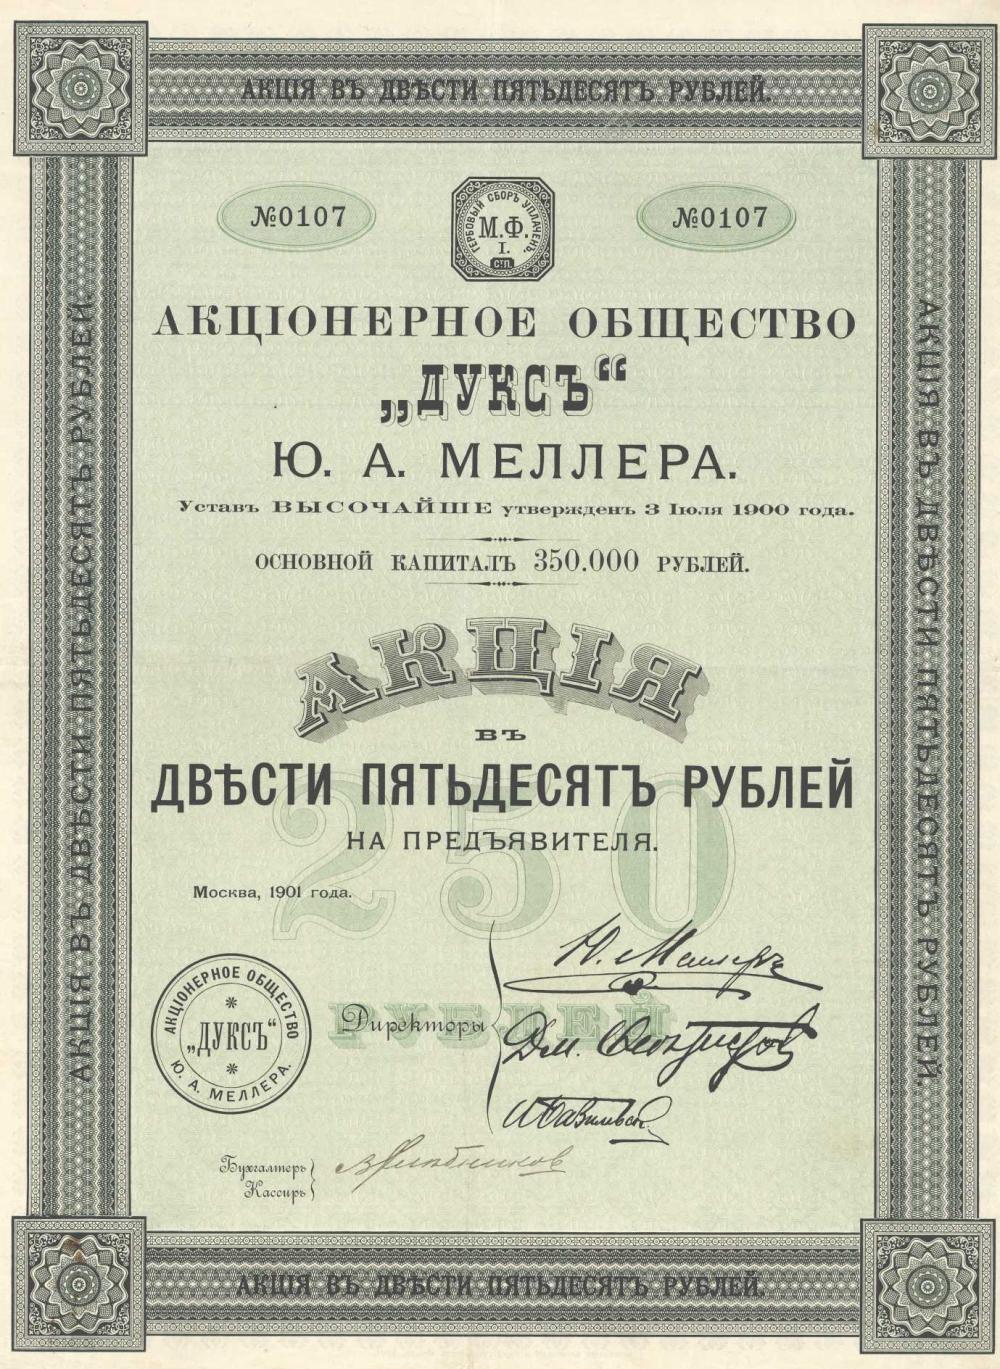 АКЦІЯ ВЪ ДВѢСТИ ПЯТЬДЕСЯТЪ РУБЛЕЙ.
№0107
ГЕРБОВЫЙ СБОРЪ УПЛАЧЕНЪ.
М.Ф.
I.
СТП.
№0107
АКЦІОНЕРНОЕ ОБЩЕСТВО
„ДУКСЪ“
Ю. А. МЕЛЛЕРА.
Уставъ ВЫСОЧАЙШЕ утвержденъ 3 Іюля 1900 года.
ОСНОВНОЙ КАПИТАЛЪ 350.000 РУБЛЕЙ.
АКЦІЯ
ВЪ
ДВѢСТИ ПЯТЬДЕСЯТЪ РУБЛЕЙ
250
НА ПРЕДЪЯВИТЕЛЯ.
Москва, 1901 года.
РУБЛЕЙ
Директоры
Ю. Меллеръ
АКЦІОНЕРНОЕ ОБЩЕСТВО
„ДУКСЪ“
Ю. А. МЕЛЛЕРА.
Бухгалтеръ
Кассиръ
АКЦІЯ ВЪ ДВѢСТИ ПЯТЬДЕСЯТЪ РУБЛЕЙ.
АКЦІЯ ВЪ ДВѢСТИ ПЯТЬДЕСЯТЪ РУБЛЕЙ.
АКЦІЯ ВЪ ДВѢСТИ ПЯТЬДЕСЯТЪ РУБЛЕЙ.